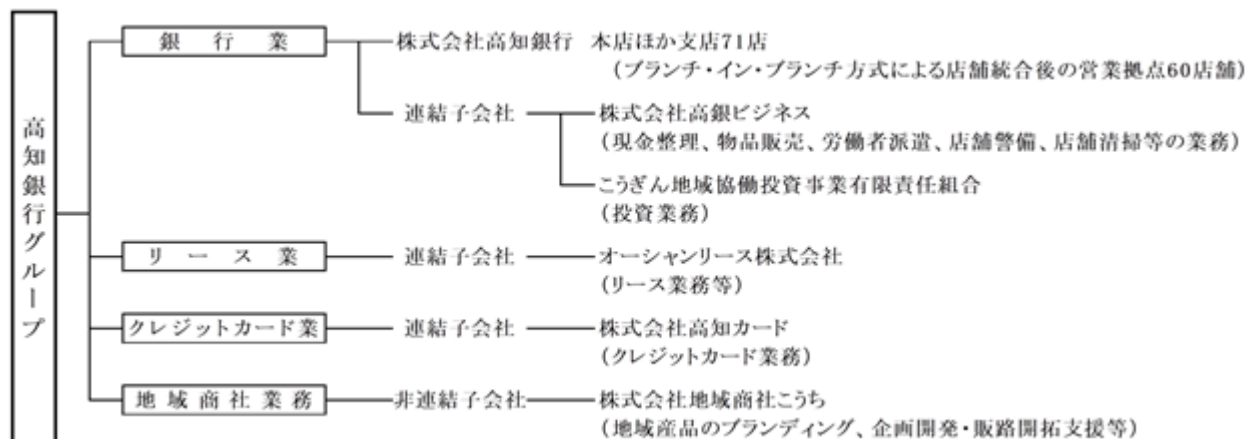 高知銀行グループ
銀行業
株式会社高知銀行 本店ほか支店71店
(ブランチ・イン・ブランチ方式による店舗統合後の営業拠点60店舗)
連結子会社
株式会社高銀ビジネス
(現金整理、物品販売、労働者派遣、店舗警備、店舗清掃等の業務)
こうぎん地域協働投資事業有限責任組合
(投資業務)
リース業
連結子会社
オーシャンリース株式会社
(リース業務等)
クレジットカード業
連結子会社
株式会社高知カード
(クレジットカード業務)
地域商社業務
非連結子会社
株式会社地域商社こうち
(地域産品のブランディング、企画開発・販路開拓支援等)